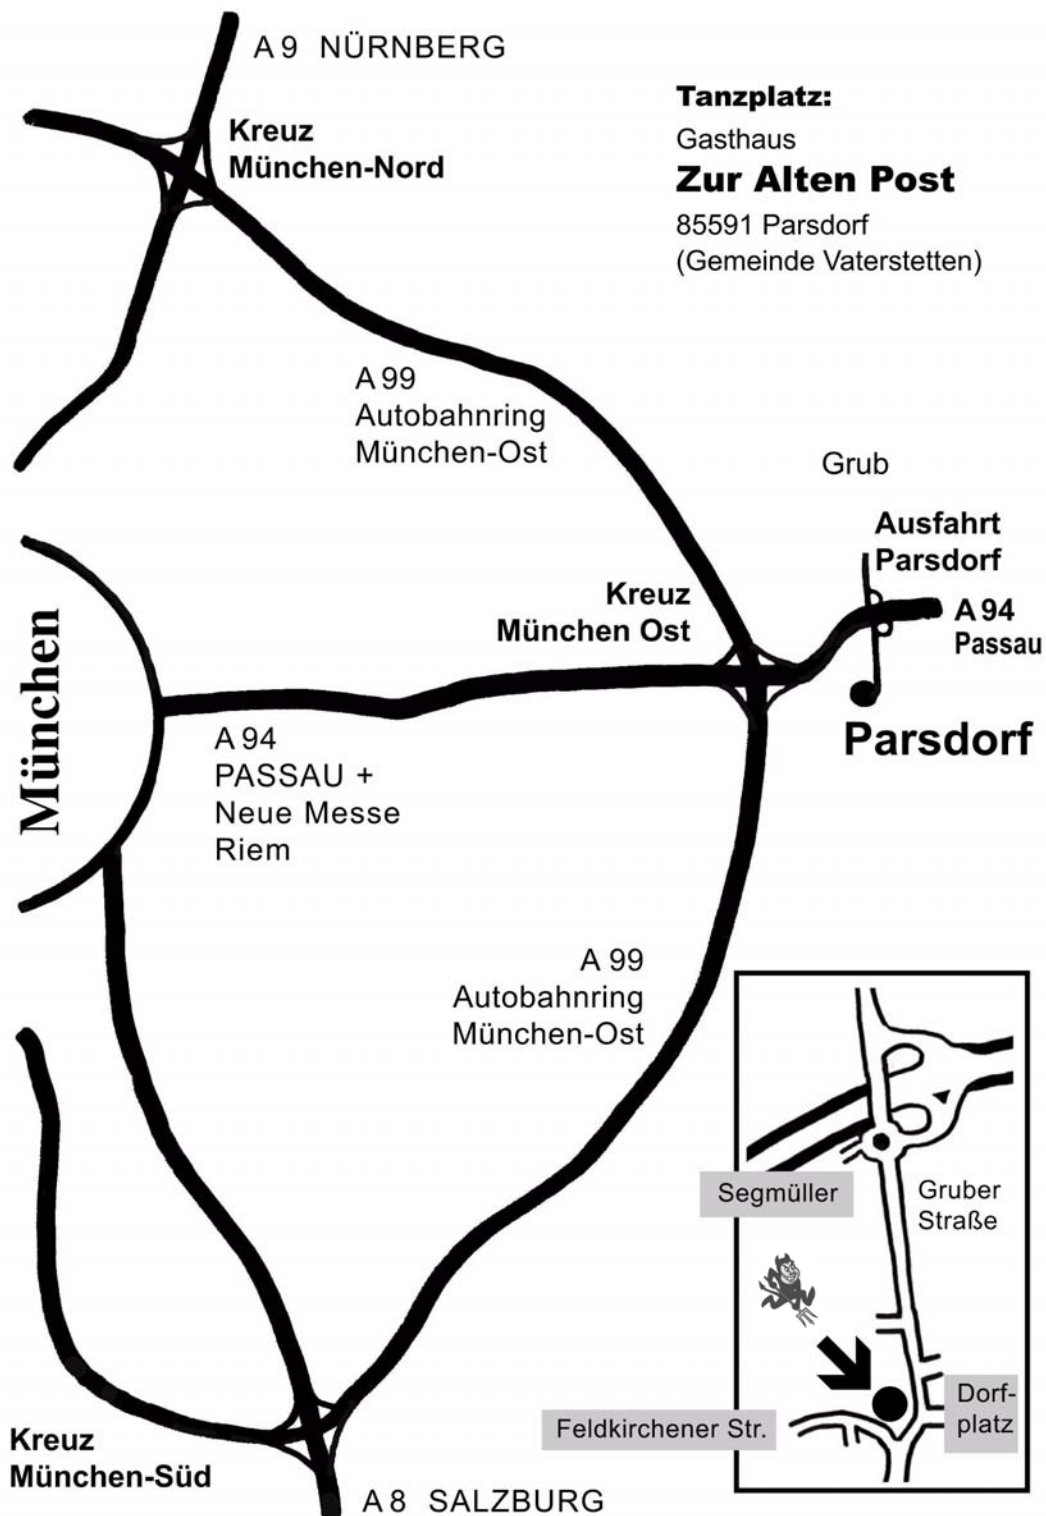 A 9 NÜRNBERG
Tanzplatz:
Gasthaus
Zur Alten Post
85591 Parsdorf
(Gemeinde Vaterstetten)
Kreuz
München-Nord
A 99
Autobahnring
München-Ost
Grub
Ausfahrt
Parsdorf
Kreuz
München Ost
A 94
Passau
Parsdorf
München
A 94
PASSAU +
Neue Messe
Riem
A 99
Autobahnring
München-Ost
Segmüller
Gruber
Straße
Feldkirchener Str.
Dorf-
platz
Kreuz
München-Süd
A 8 SALZBURG